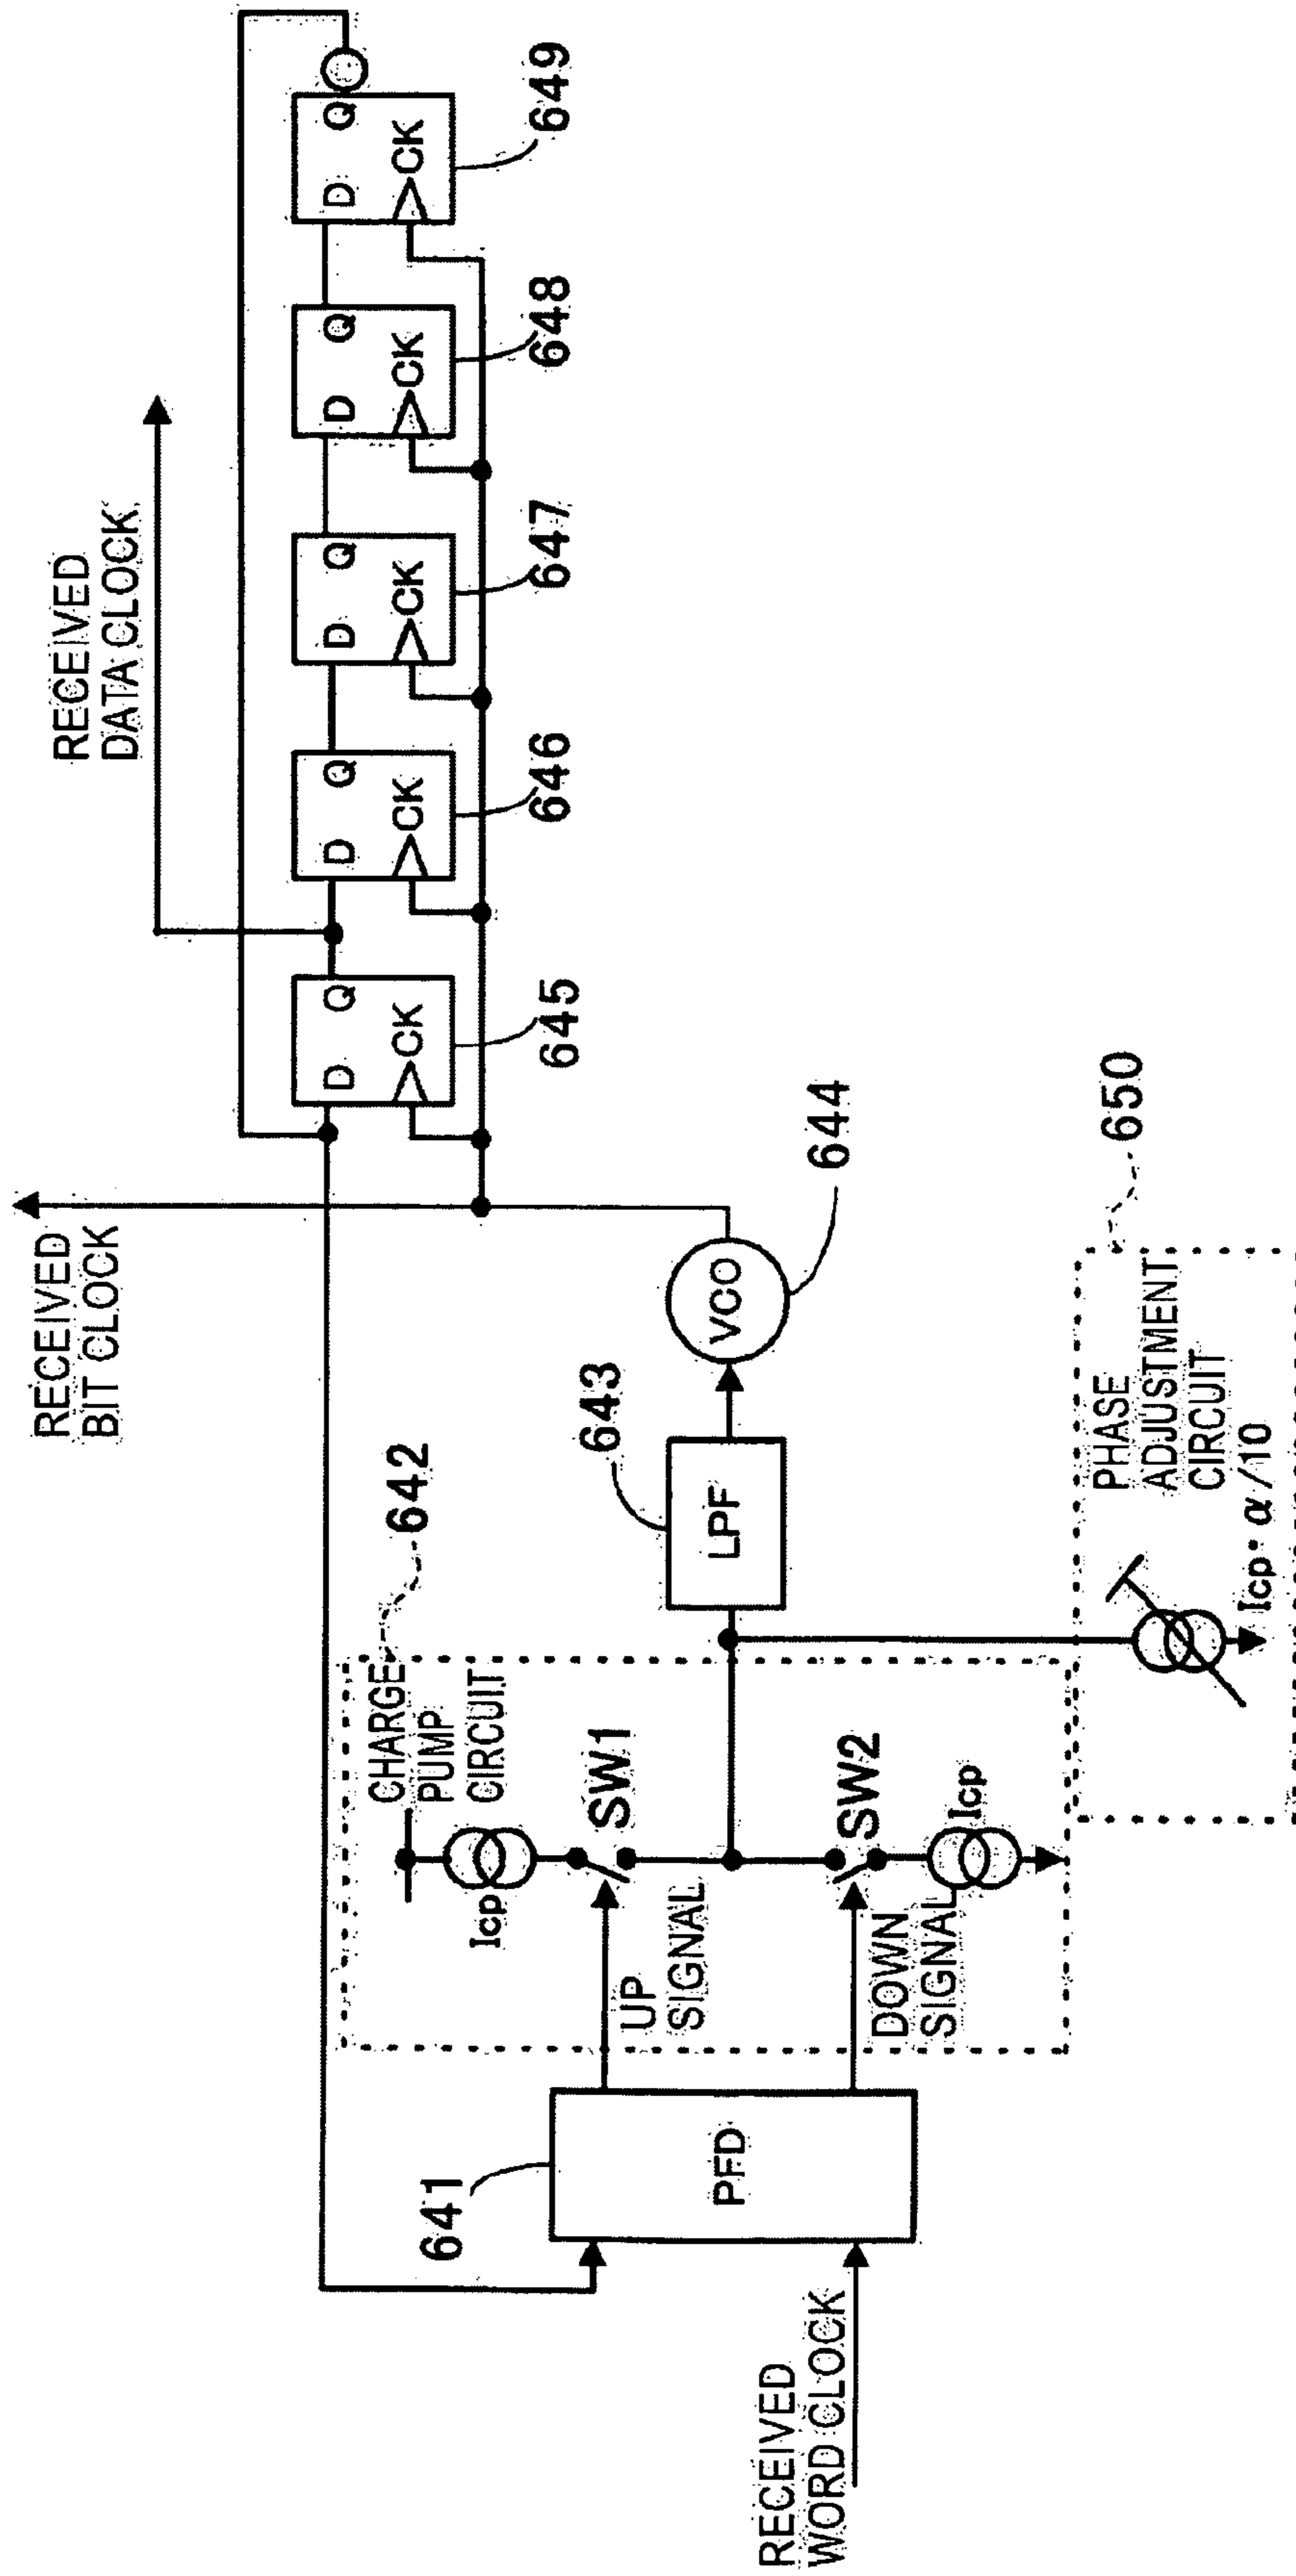 RECEIVED
WORD CLOCK
641
PFD
UP
SIGNAL
DOWN
SIGNAL
CHARGE
PUMP
CIRCUIT
642
Icp
SW1
SW2
Icp
643
LPF
VCO
644
PHASE
ADJUSTMENT
CIRCUIT
Icp・α/10
650
RECEIVED
BIT CLOCK
RECEIVED
DATA CLOCK
D Q
CK
645
D Q
CK
646
D Q
CK
647
D Q
CK
648
D Q
CK
649